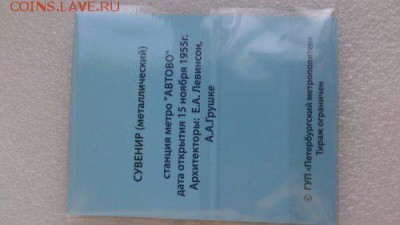 COINS.LAVE.RU
СУВЕНИР (металлический)
станция метро "АВТОВО"
дата открытия 15 ноября 1955г.
Архитекторы: Е.А. Левинсон,
А.А.Грушке
© ГУП «Петербургский метрополитен»
Тираж ограничен